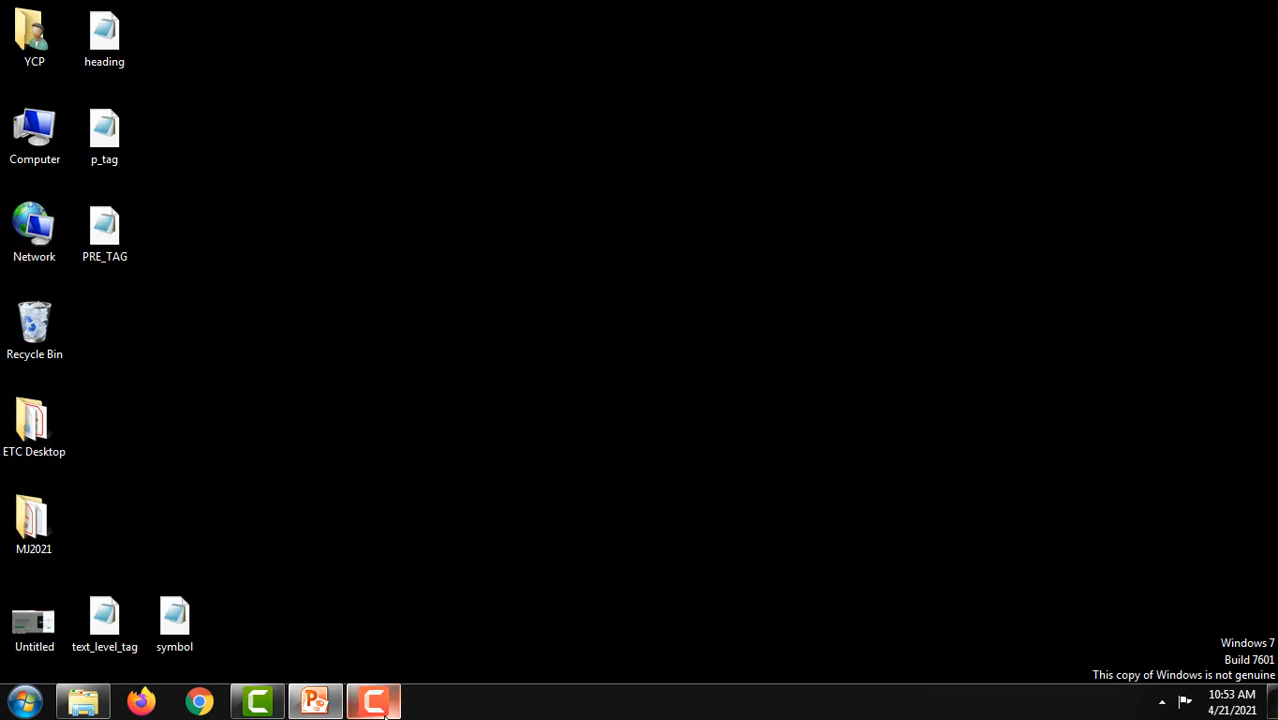 YCP
heading
Computer
p_tag
Network
PRE_TAG
Recycle Bin
ETC Desktop
MJ2021
Untitled
text_level_tag
symbol
Windows 7
Build 7601
This copy of Windows is not genuine
10:53 AM
4/21/2021